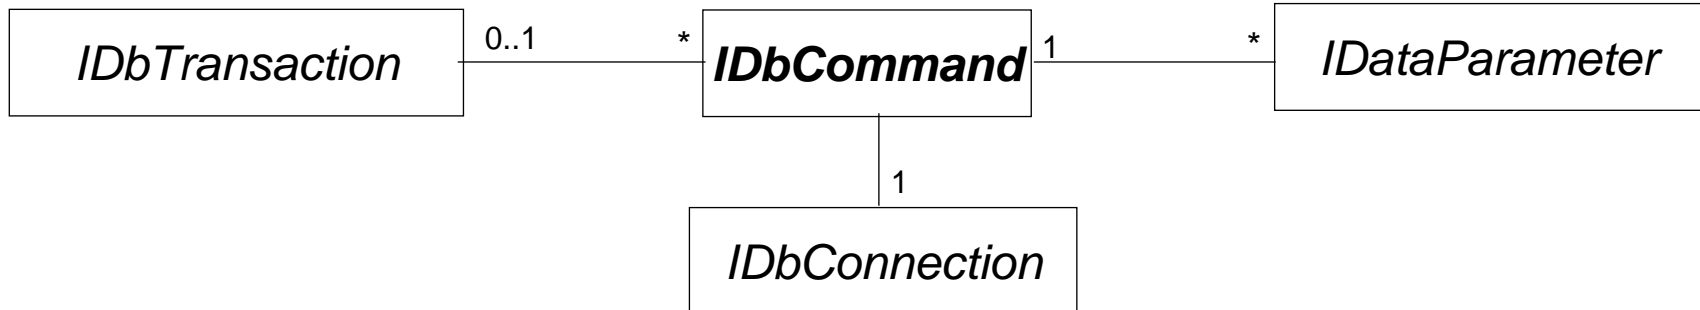 IDbTransaction
0..1
*
IDbCommand
1
*
IDataParameter
1
IDbConnection